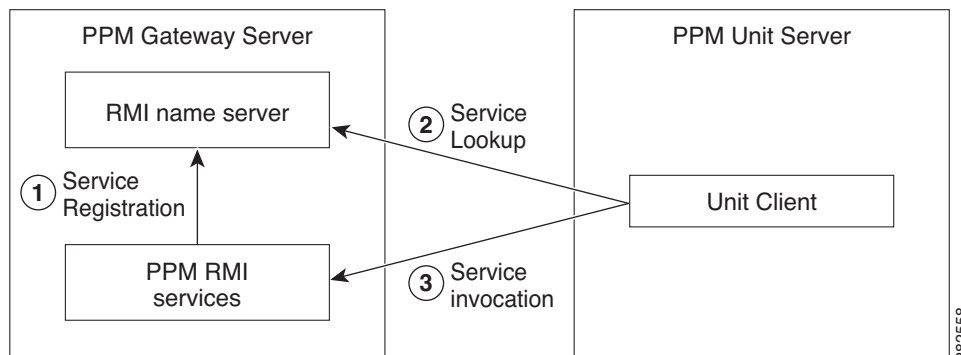 PPM Gateway Server
PPM Unit Server
RMI name server
2
Service
Lookup
1
Service
Registration
Unit Client
PPM RMI
services
3
Service
invocation